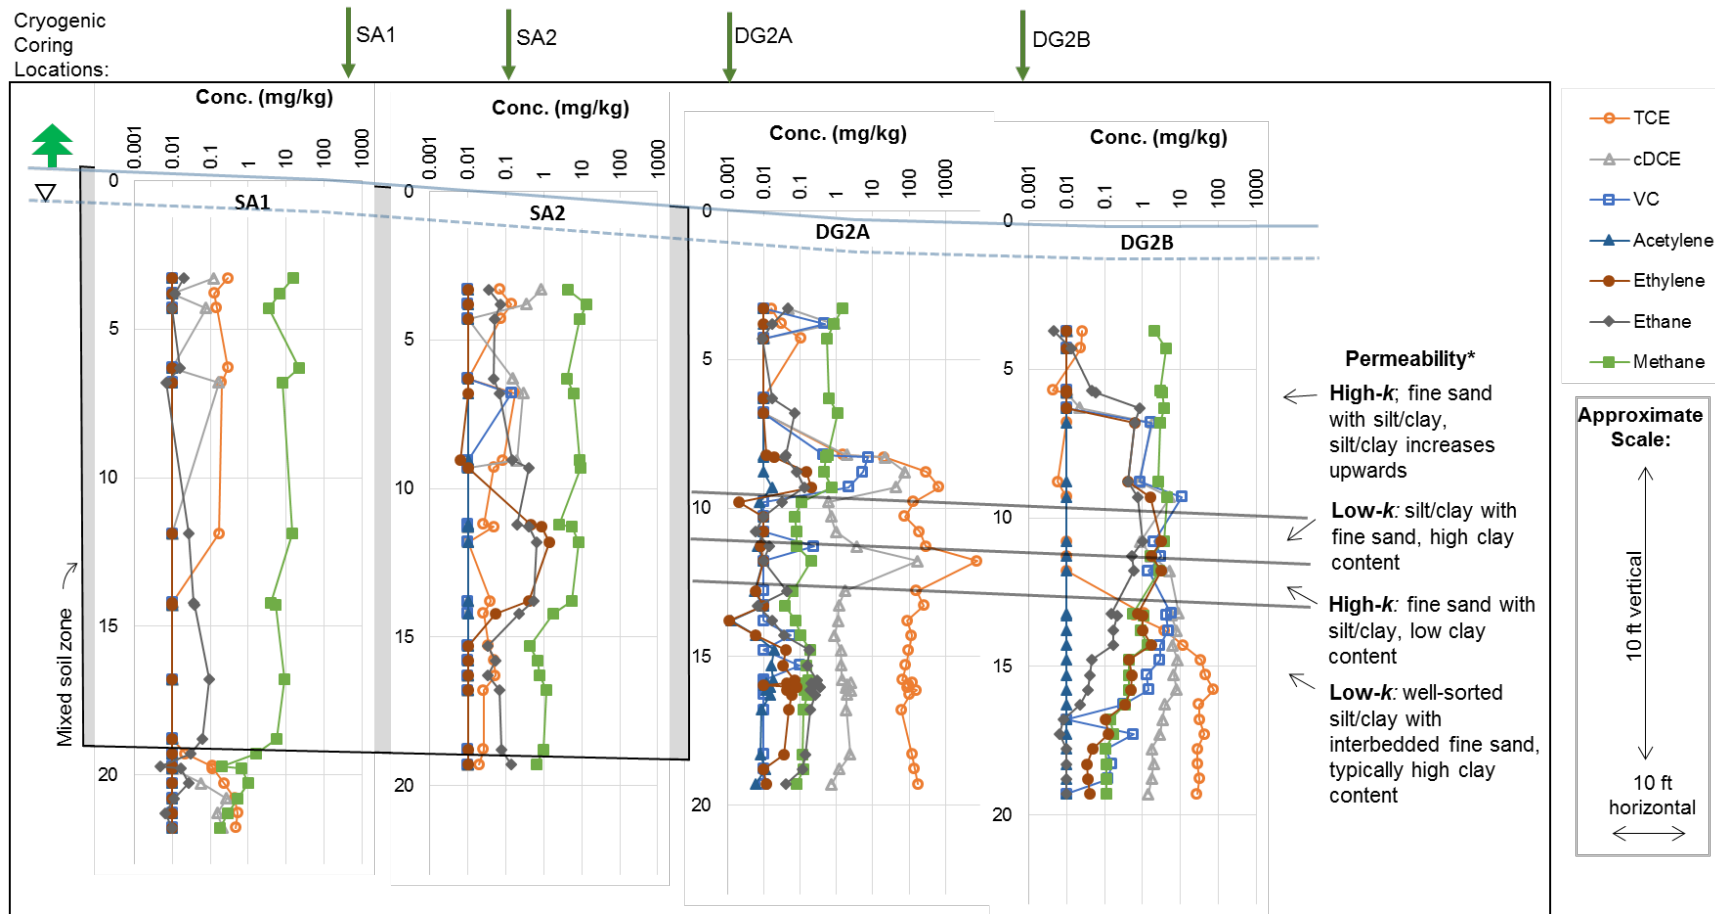 Cryogenic
Coring
Locations:
SA1
SA2
DG2A
DG2B
Conc. (mg/kg)
0.001
0.01
0.1
1
10
100
1000
0
SA1
5
10
15
20
Conc. (mg/kg)
0.001
0.01
0.1
1
10
100
1000
0
SA2
5
10
15
20
Conc. (mg/kg)
0.001
0.01
0.1
1
10
100
1000
0
DG2A
5
10
15
20
Conc. (mg/kg)
0.001
0.01
0.1
1
10
100
1000
0
DG2B
5
10
15
20
Mixed soil zone
Permeability*
High-k; fine sand
with silt/clay,
silt/clay increases
upwards
Low-k: silt/clay with
fine sand, high clay
content
High-k: fine sand with
silt/clay, low clay
content
Low-k: well-sorted
silt/clay with
interbedded fine sand,
typically high clay
content
TCE
cDCE
VC
Acetylene
Ethylene
Ethane
Methane
Approximate
Scale:
10 ft vertical
10 ft
horizontal